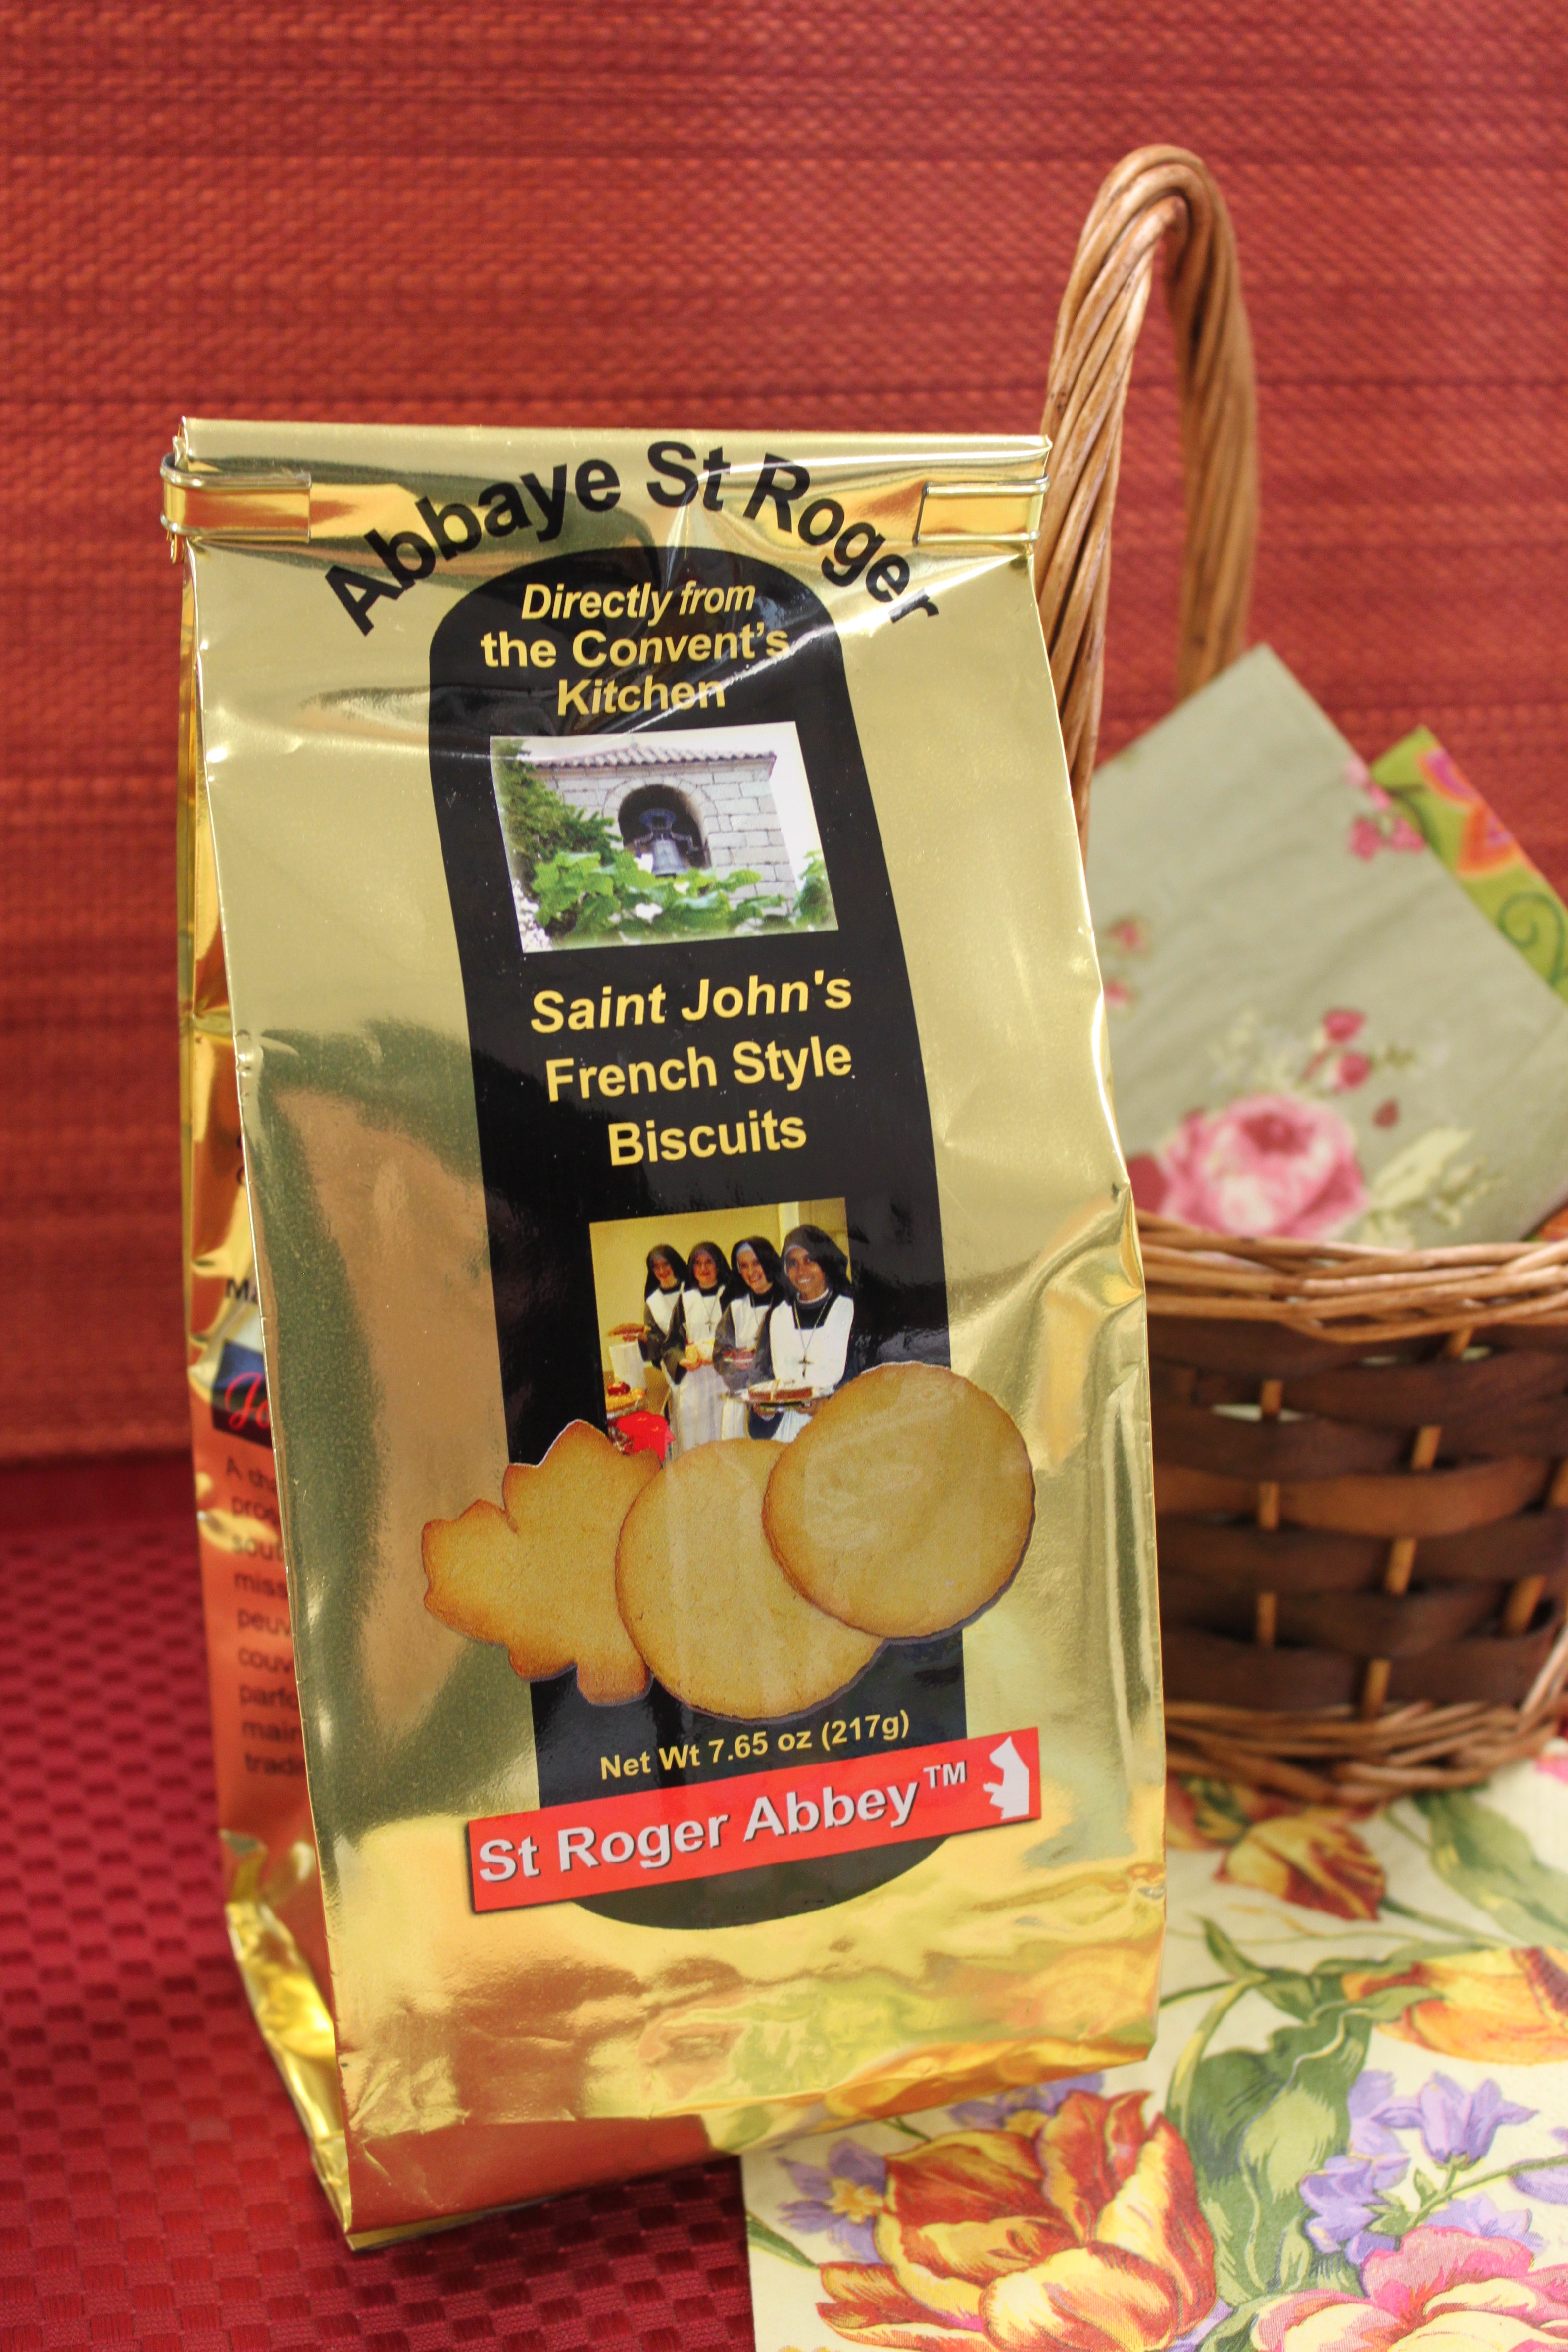 Abbaye St Roger
Directly from
the Convent's
Kitchen
Saint John's
French Style
Biscuits
Net Wt 7.65 oz (217g)
St Roger Abbey™